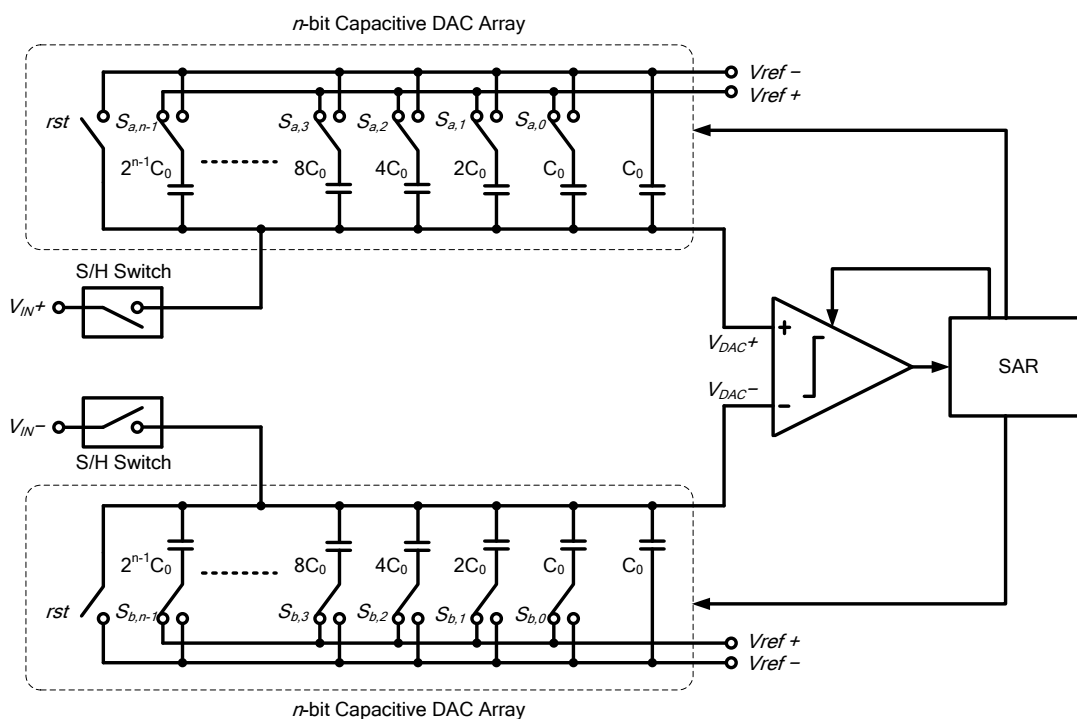 n-bit Capacitive DAC Array
Vref −
Vref +
rst
Sa,n-1
Sa,3
Sa,2
Sa,1
Sa,0
2n-1C0
8C0
4C0
2C0
C0
C0
S/H Switch
VIN+
VDAC+
SAR
VDAC−
VIN−
S/H Switch
2n-1C0
8C0
4C0
2C0
C0
C0
rst
Sb,n-1
Sb,3
Sb,2
Sb,1
Sb,0
Vref +
Vref −
n-bit Capacitive DAC Array